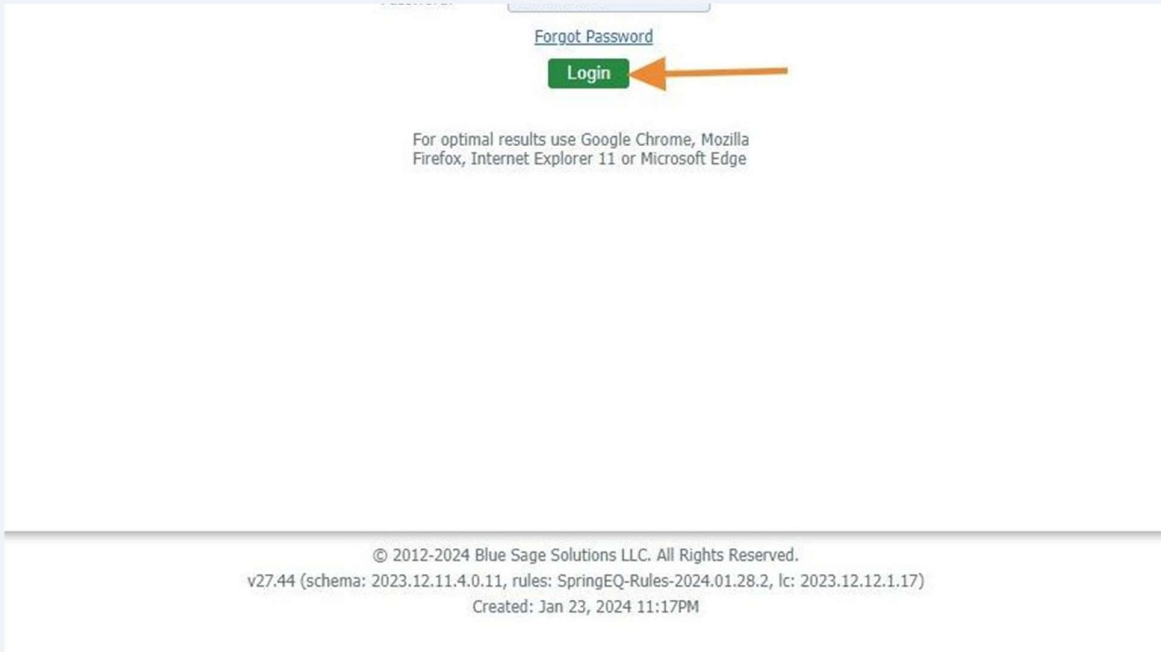 Forgot Password
Login
For optimal results use Google Chrome, Mozilla
Firefox, Internet Explorer 11 or Microsoft Edge
© 2012-2024 Blue Sage Solutions LLC. All Rights Reserved.
v27.44 (schema: 2023.12.11.4.0.11, rules: SpringEQ-Rules-2024.01.28.2, lc: 2023.12.12.1.17)
Created: Jan 23, 2024 11:17PM